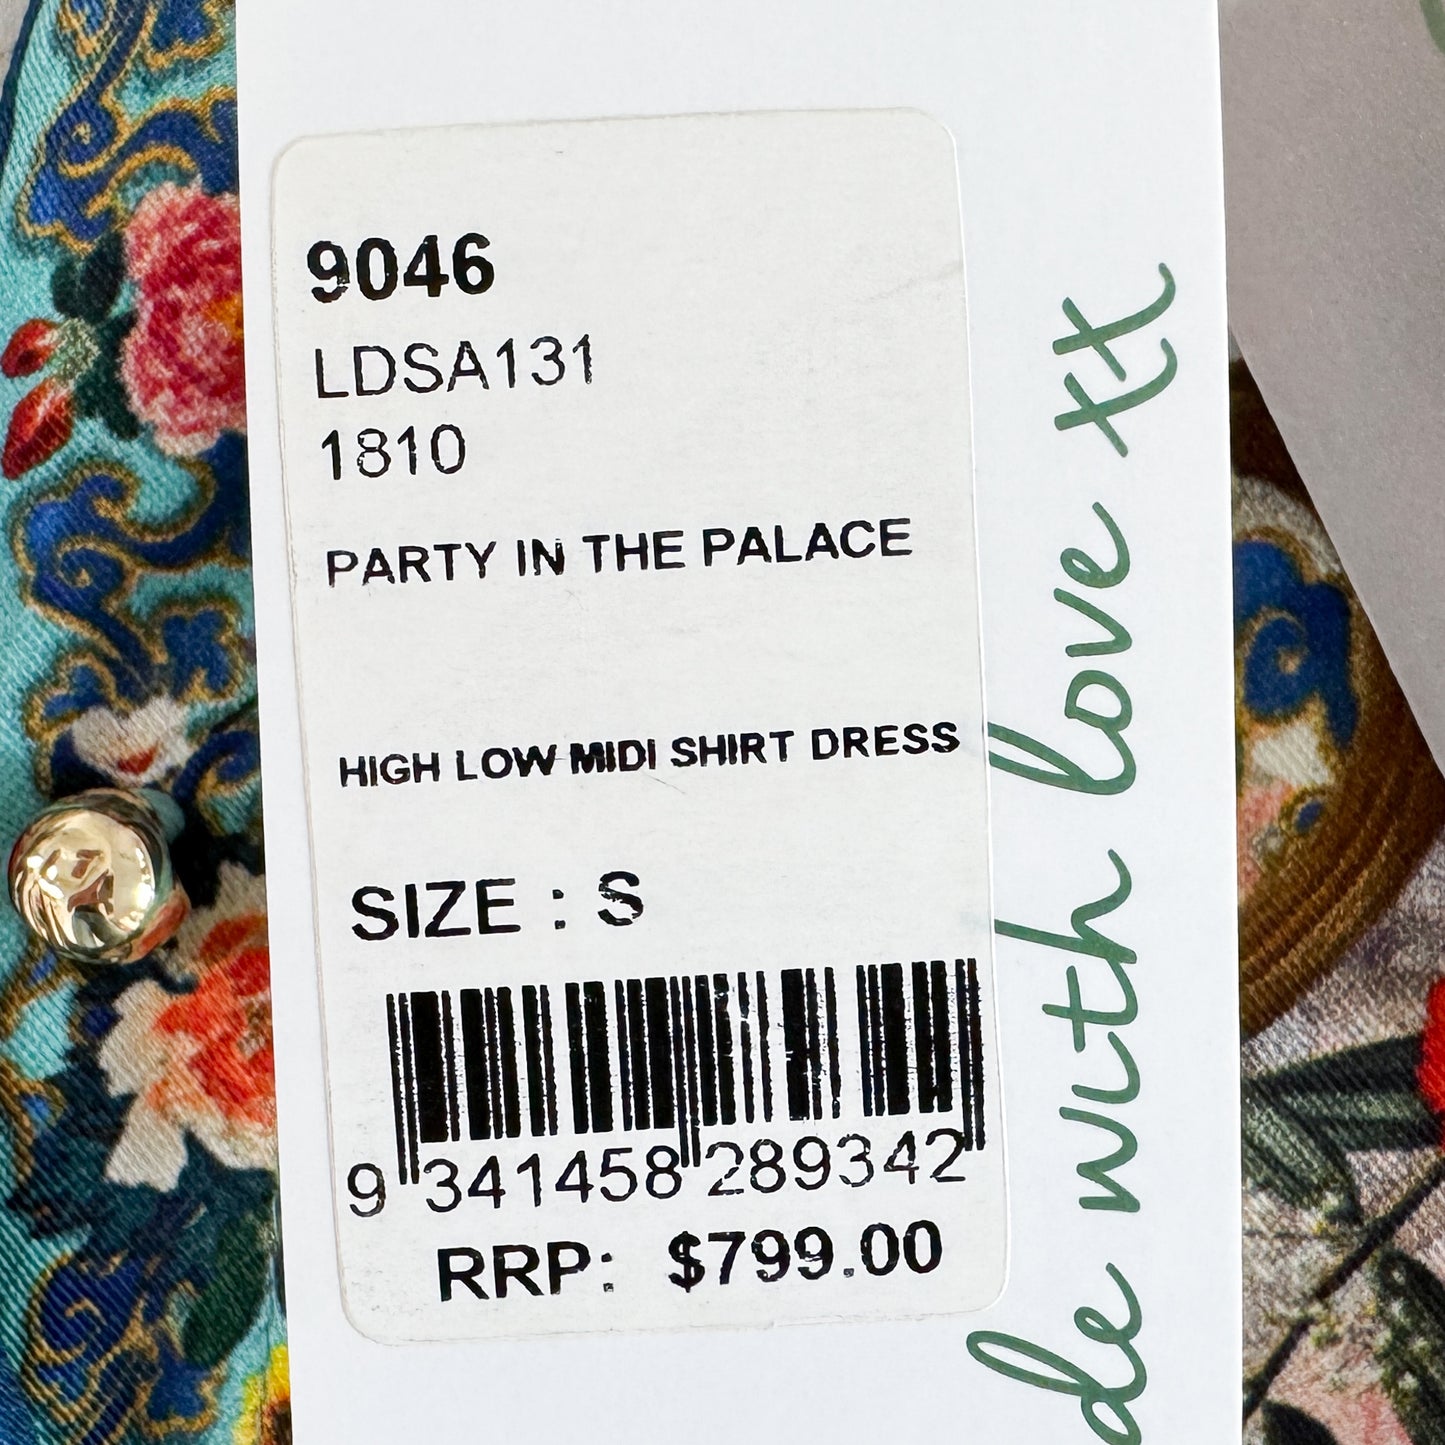 9046
LDSA131
1810
PARTY IN THE PALACE
HIGH LOW MIDI SHIRT DRESS
SIZE : S
9 341458 289342
RRP: $799.00
de with love xx